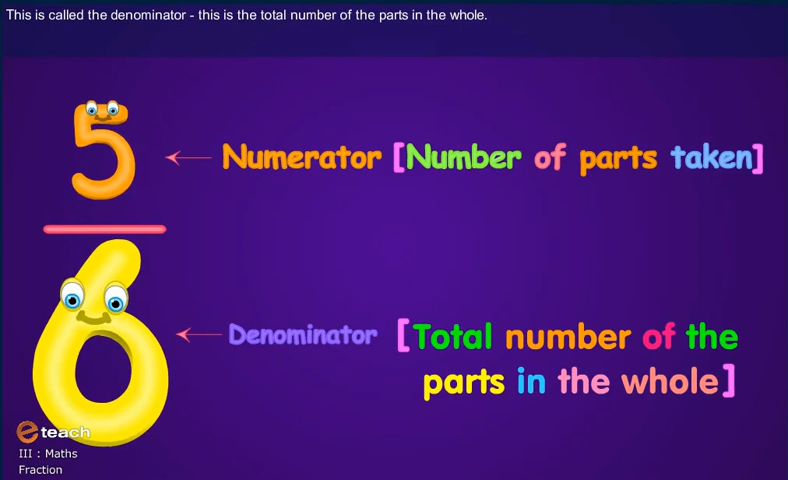 This is called the denominator - this is the total number of the parts in the whole.
5
Numerator [Number of parts taken]
6
Denominator [Total number of the
parts in the whole]
eteach
III : Maths
Fraction